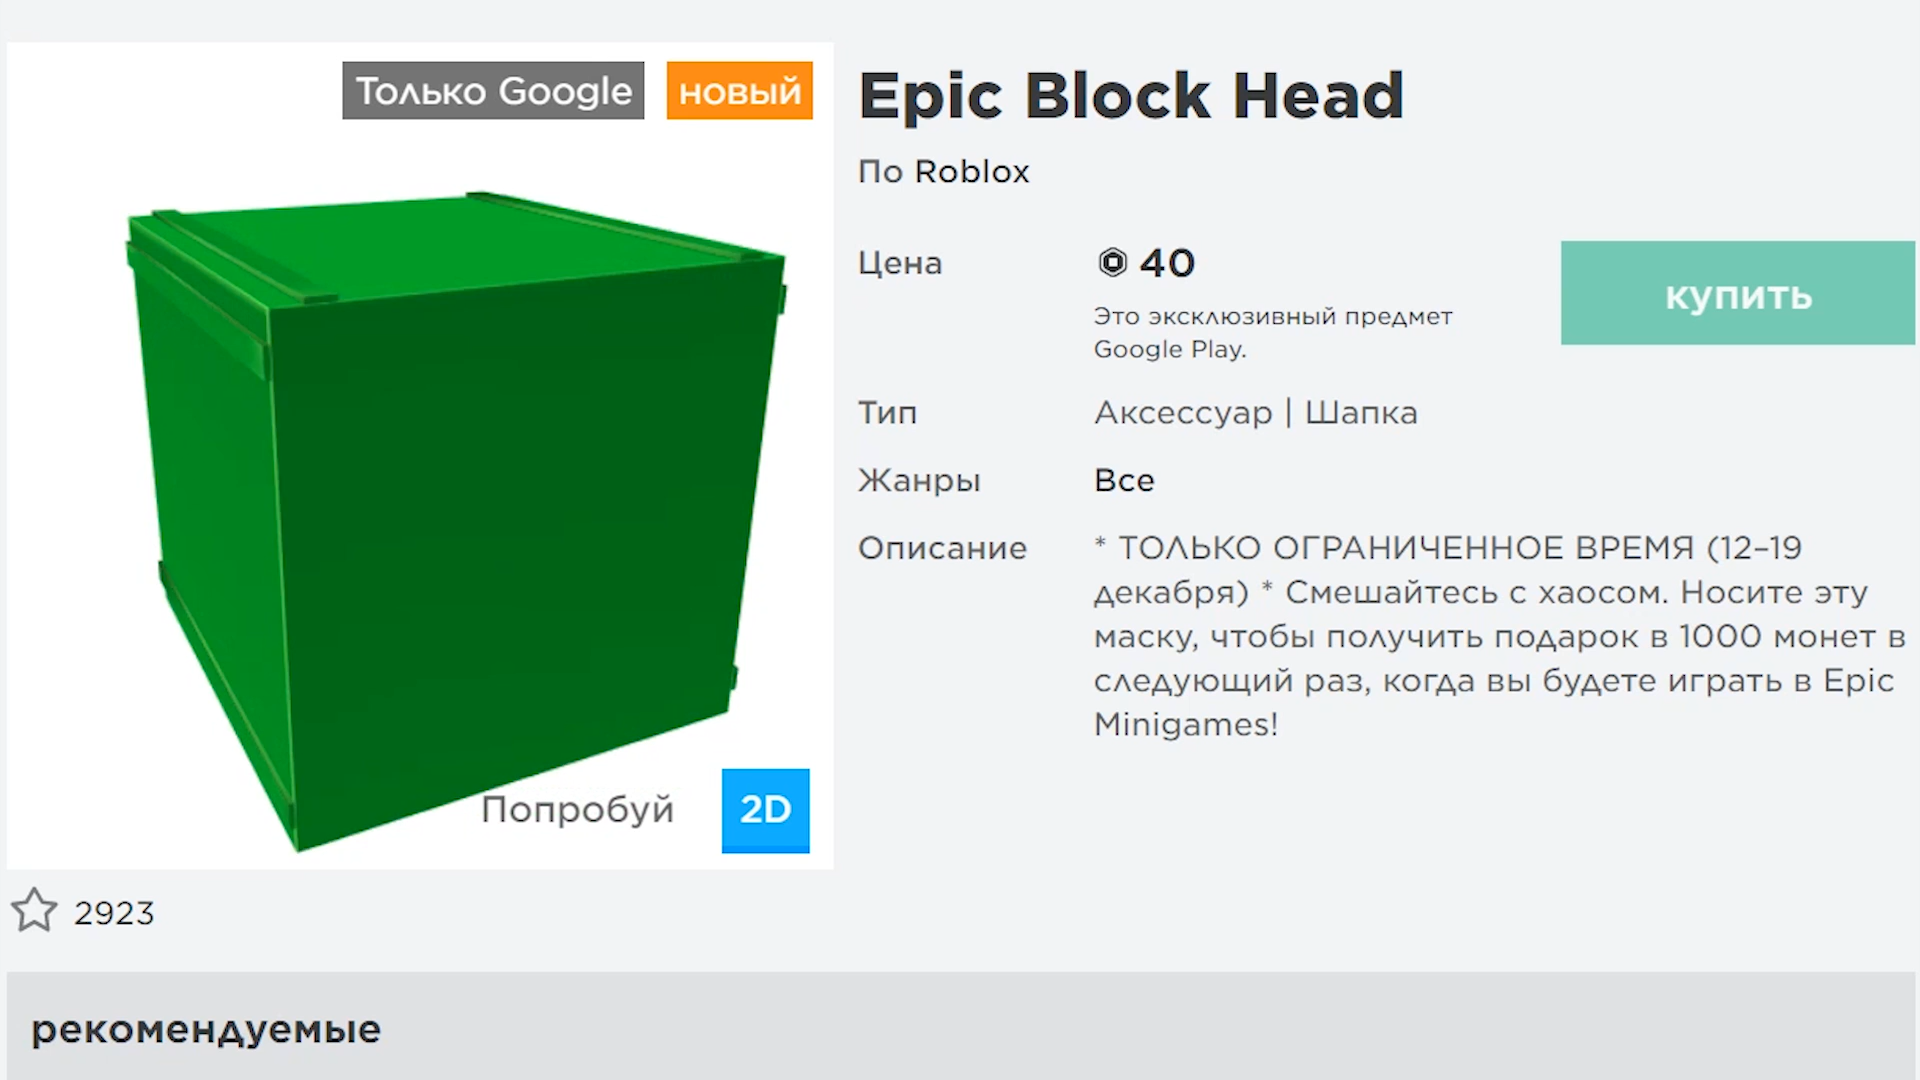 Только Google
новый
Epic Block Head
По Roblox
Цена
40
купить
Это эксклюзивный предмет
Google Play.
Тип
Аксессуар | Шапка
Жанры
Все
Описание
* ТОЛЬКО ОГРАНИЧЕННОЕ ВРЕМЯ (12–19
декабря) * Смешайтесь с хаосом. Носите эту
маску, чтобы получить подарок в 1000 монет в
следующий раз, когда вы будете играть в Epic
Minigames!
Попробуй
2D
2923
рекомендуемые